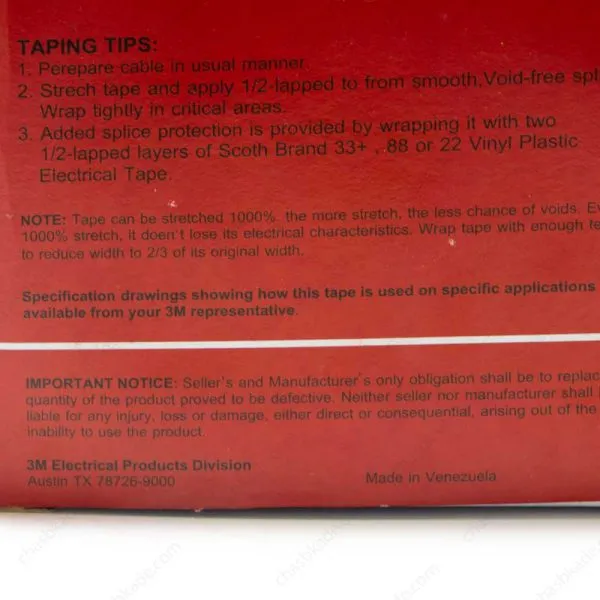 TAPING TIPS:
1. Perepare cable in usual manner.
2. Strech tape and apply 1/2-lapped to from smooth,Void-free spl
Wrap tightly in critical areas.
3. Added splice protection is provided by wrapping it with two
1/2-lapped layers of Scoth Brand 33+ , 88 or 22 Vinyl Plastic
Electrical Tape.
NOTE: Tape can be stretched 1000%. the more stretch, the less chance of voids. Ev
1000% stretch, it doen't lose its electrical characteristics. Wrap tape with enough te
to reduce width to 2/3 of its original width.
Specification drawings showing how this tape is used on specific applications
available from your 3M representative.
IMPORTANT NOTICE: Seller's and Manufacturer's only obligation shall be to replac
quantity of the product proved to be defective. Neither seller nor manufacturer shall
liable for any injury, loss or damage, either direct or consequential, arising out of the
inability to use the product.
3M Electrical Products Division
Austin TX 78726-9000
Made in Venezuela